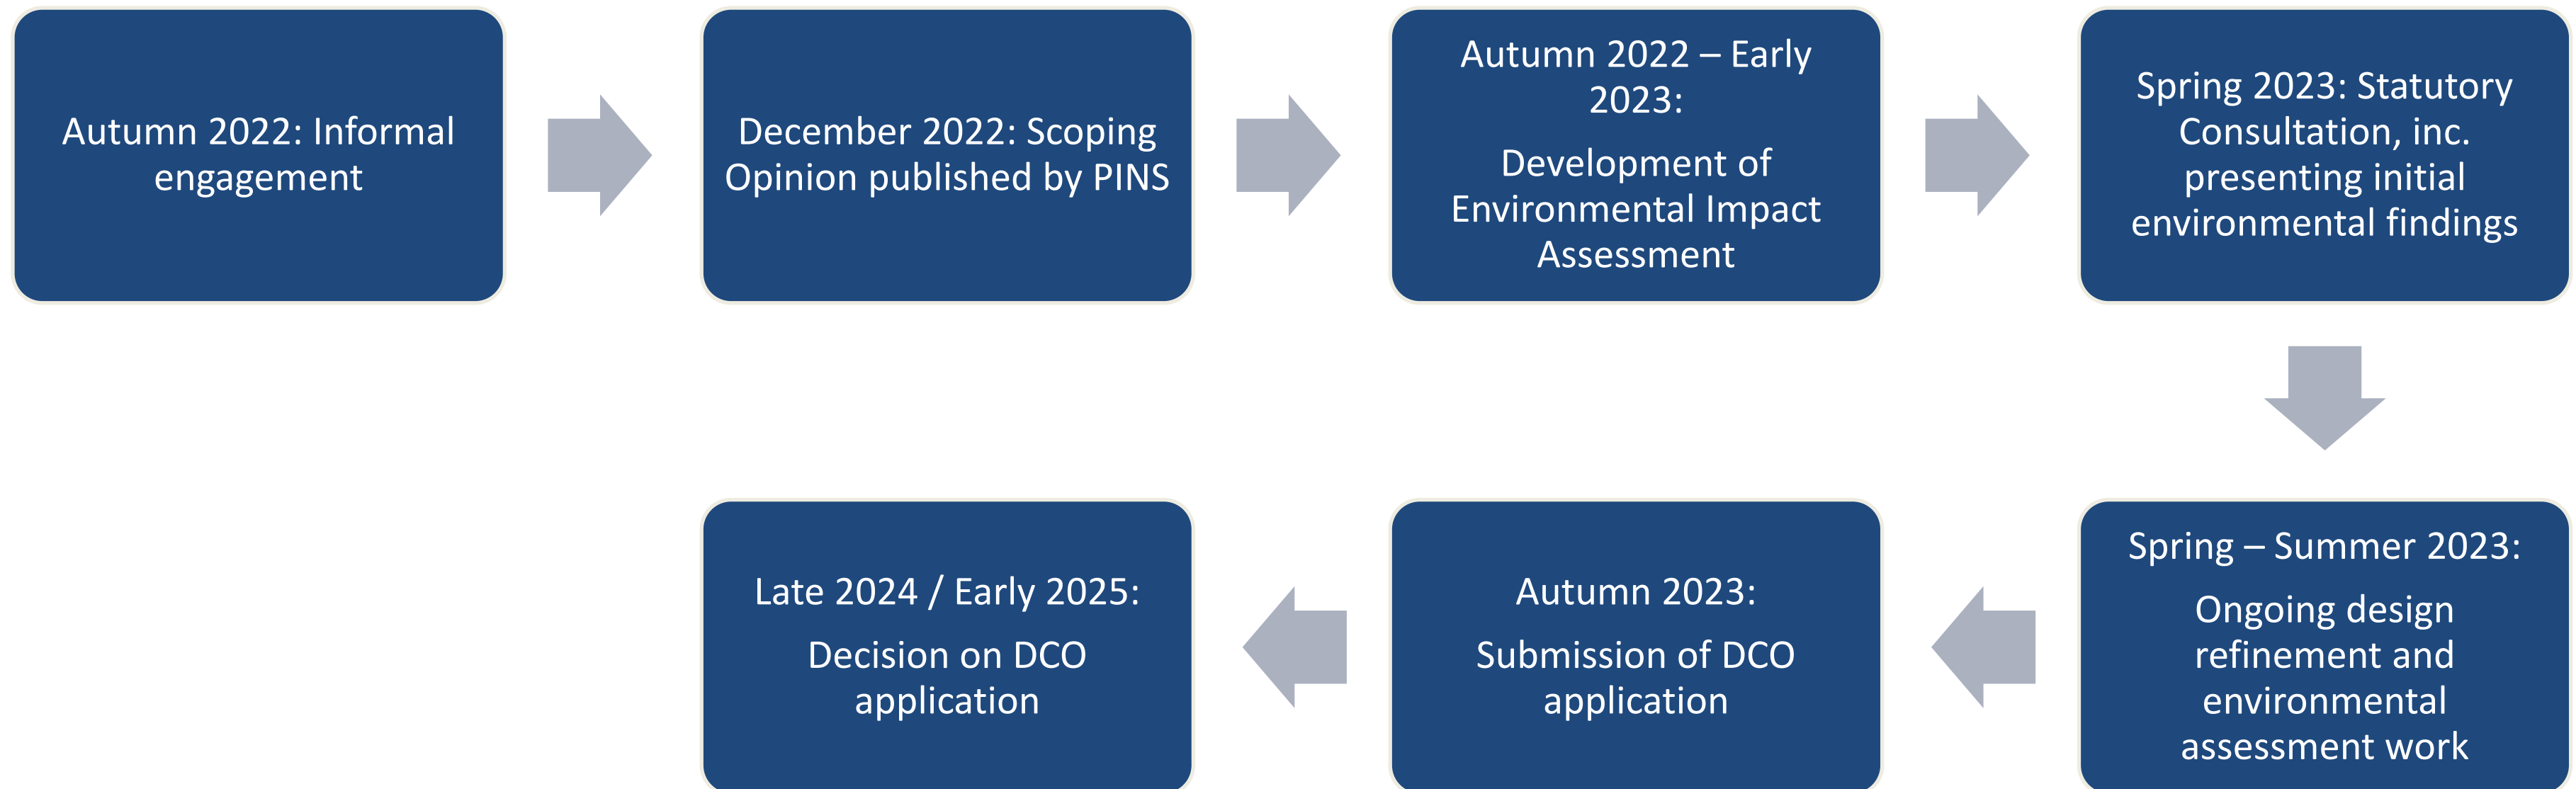 Autumn 2022: Informal
engagement
December 2022: Scoping
Opinion published by PINS
Autumn 2022 – Early
2023:
Development of
Environmental Impact
Assessment
Spring 2023: Statutory
Consultation, inc.
presenting initial
environmental findings
Spring – Summer 2023:
Ongoing design
refinement and
environmental
assessment work
Autumn 2023:
Submission of DCO
application
Late 2024 / Early 2025:
Decision on DCO
application